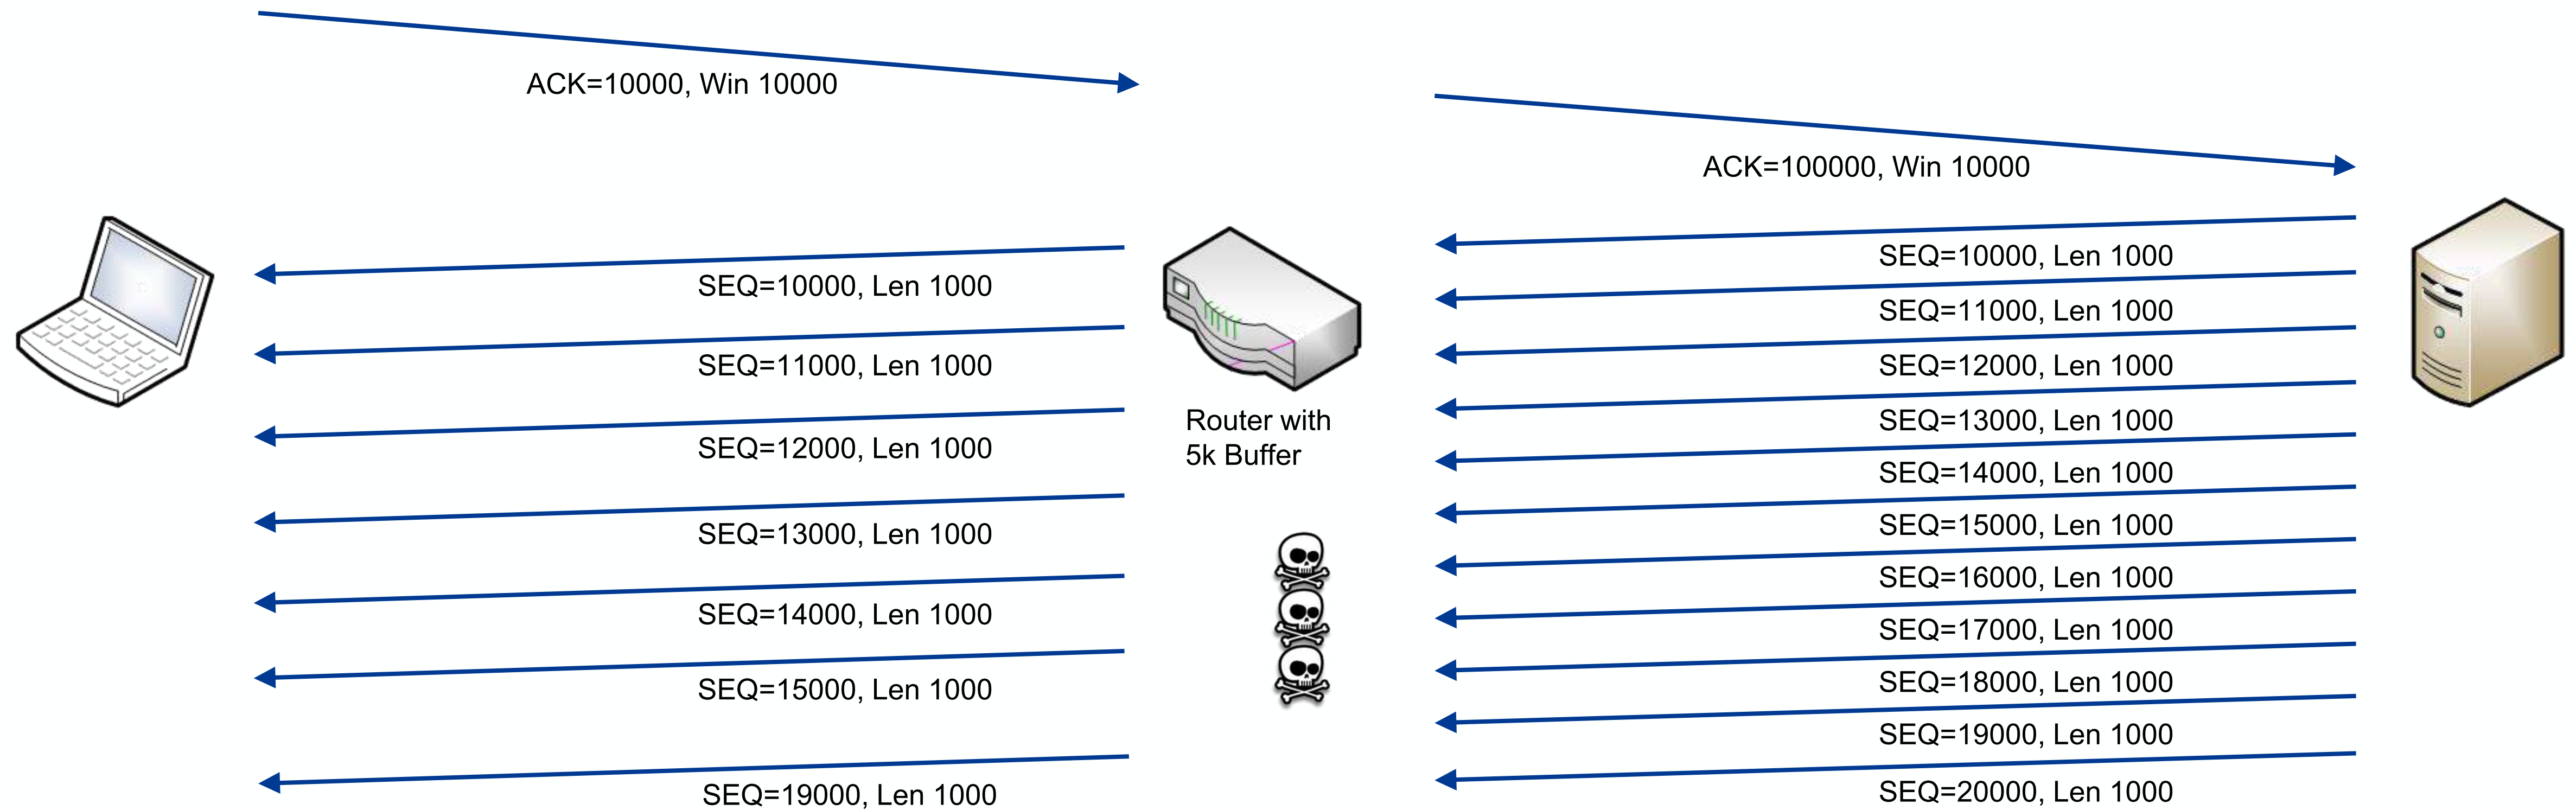 ACK=10000, Win 10000
ACK=100000, Win 10000
SEQ=10000, Len 1000
SEQ=11000, Len 1000
SEQ=12000, Len 1000
SEQ=13000, Len 1000
SEQ=14000, Len 1000
SEQ=15000, Len 1000
SEQ=19000, Len 1000
Router with
5k Buffer
SEQ=10000, Len 1000
SEQ=11000, Len 1000
SEQ=12000, Len 1000
SEQ=13000, Len 1000
SEQ=14000, Len 1000
SEQ=15000, Len 1000
SEQ=16000, Len 1000
SEQ=17000, Len 1000
SEQ=18000, Len 1000
SEQ=19000, Len 1000
SEQ=20000, Len 1000